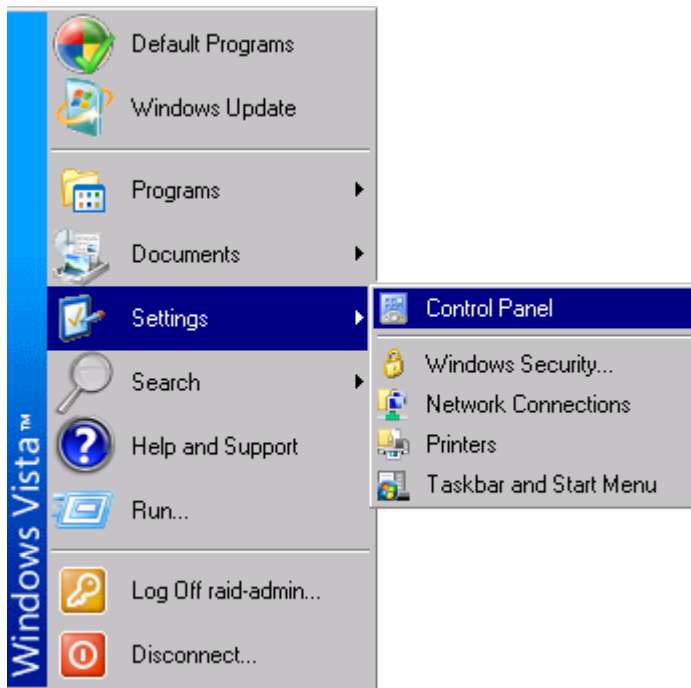 Default Programs
Windows Update
Programs
Documents
Settings
Search
Help and Support
Run...
Log Off raid-admin...
Disconnect...
Control Panel
Windows Security...
Network Connections
Printers
Taskbar and Start Menu
Windows Vista™